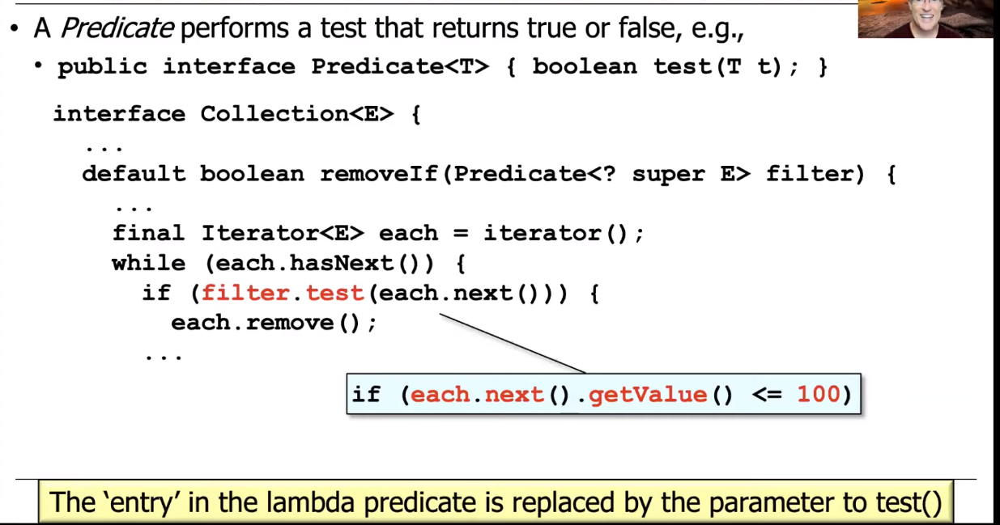 • A Predicate performs a test that returns true or false, e.g.,
• public interface Predicate<T> { boolean test(T t); }
interface Collection<E> {
...
default boolean removeIf(Predicate<? super E> filter) {
...
final Iterator<E> each = iterator();
while (each.hasNext()) {
if (filter.test(each.next())) {
each.remove();
...
if (each.next().getValue() <= 100)
The ‘entry’ in the lambda predicate is replaced by the parameter to test()